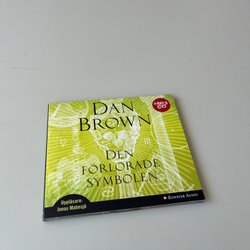 DAN
BROWN
MP3
CD
DEN
FÖRLORADE
SYMBOLEN
Uppläsare:
Jonas Malmsjö
BONNIER AUDIO